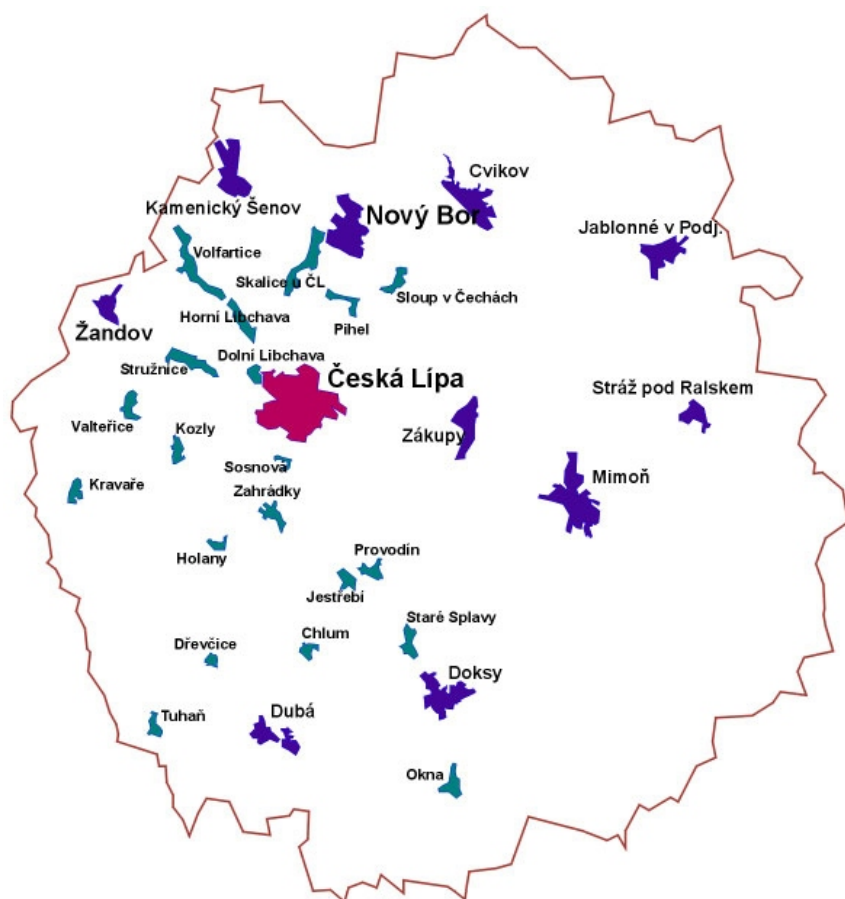 Cvikov
Kamenický Šenov
Nový Bor
Jablonné v Podj.
Volfartice
Skalice u ČL
Sloup v Čechách
Horní Libchava
Pihel
Žandov
Dolní Libchava
Stružnice
Česká Lípa
Stráž pod Ralskem
Valteřice
Kozly
Zákupy
Sosnová
Mimoň
Kravaře
Zahrádky
Holany
Provodín
Jestřebí
Staré Splavy
Chlum
Dřevčice
Doksy
Tuhaň
Dubá
Okna